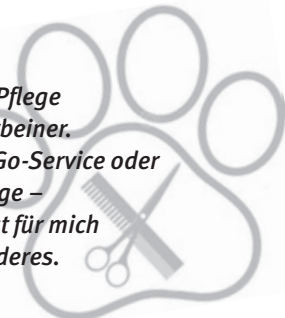 Pflege
beiner.
Go-Service oder
ge –
t für mich
deres.